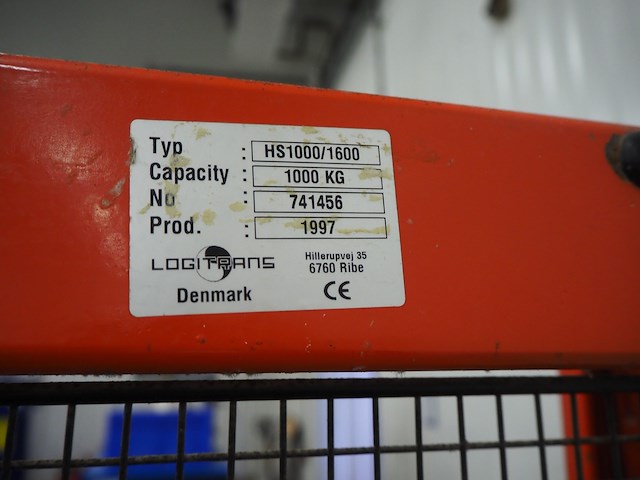 Typ : HS1000/1600
Capacity : 1000 KG
No : 741456
Prod. : 1997
LOGITRANS
Denmark
Hillerupvej 35
6760 Ribe
CE